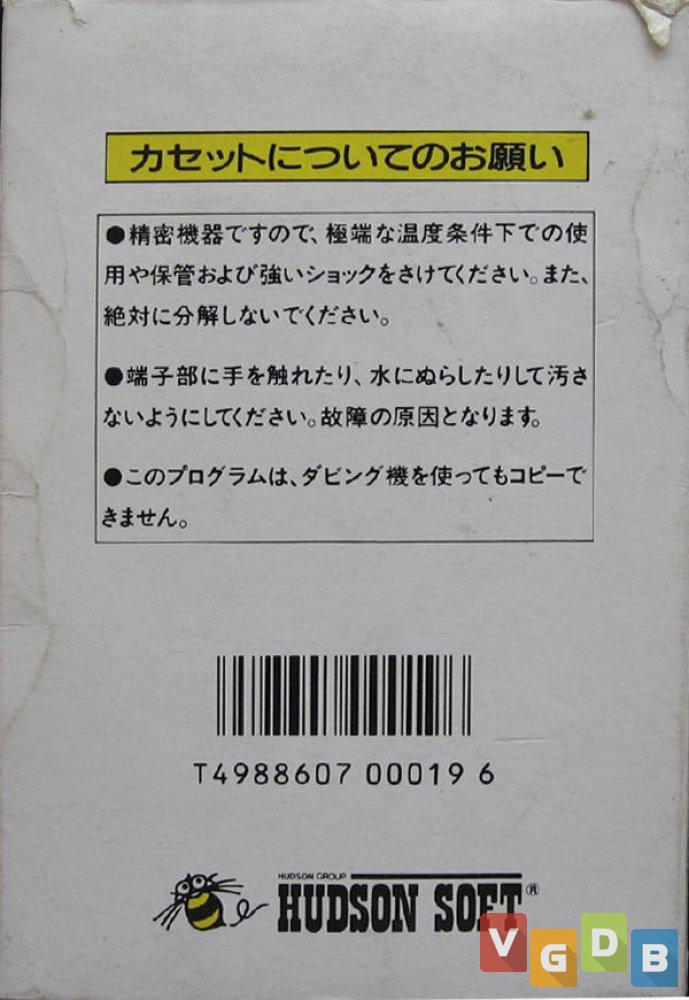 カセットについてのお願い
●精密機器ですので、極端な温度条件下での使
用や保管および強いショックをさけてください。また、
絶対に分解しないでください。
●端子部に手を触れたり、水にぬらしたりして汚さ
ないようにしてください。故障の原因となります。
●このプログラムは、ダビング機を使ってもコピーで
きません。
T4988607 00019 6
HUDSON GROUP
HUDSON SOFT®
VGDB